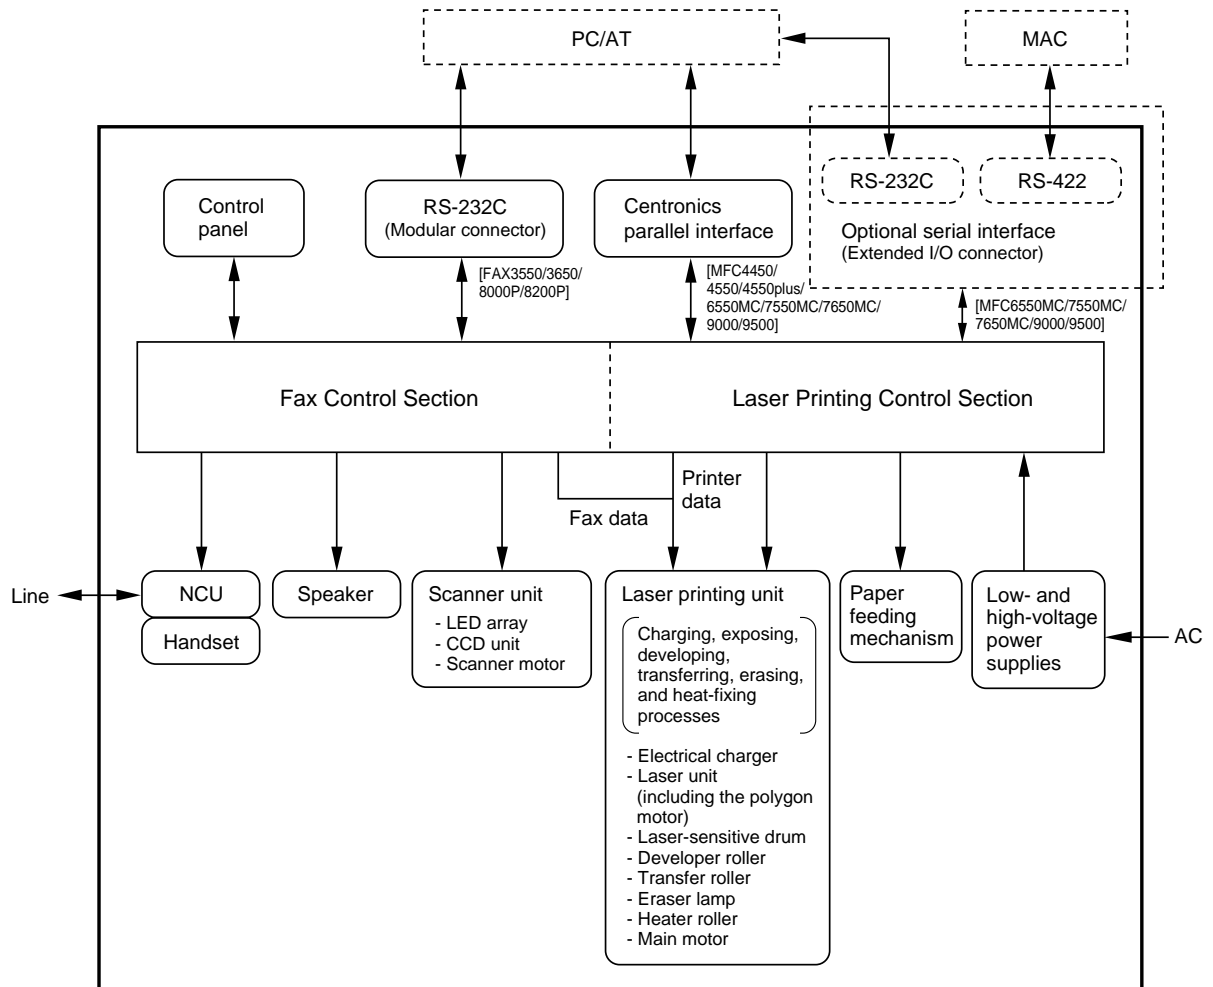 PC/AT
MAC
RS-232C
RS-422
Optional serial interface
(Extended I/O connector)
Control
panel
RS-232C
(Modular connector)
Centronics
parallel interface
[FAX3550/3650/
8000P/8200P]
[MFC4450/
4550/4550plus/
6550MC/7550MC/7650MC/
9000/9500]
[MFC6550MC/7550MC/
7650MC/9000/9500]
Fax Control Section
Laser Printing Control Section
Printer
data
Fax data
Line
NCU
Handset
Speaker
Scanner unit
- LED array
- CCD unit
- Scanner motor
Laser printing unit
Charging, exposing,
developing,
transferring, erasing,
and heat-fixing
processes
- Electrical charger
- Laser unit
(including the polygon
motor)
- Laser-sensitive drum
- Developer roller
- Transfer roller
- Eraser lamp
- Heater roller
- Main motor
Paper
feeding
mechanism
Low- and
high-voltage
power
supplies
AC